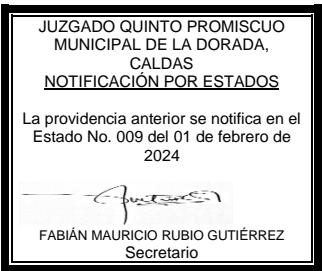 JUZGADO QUINTO PROMISCUO
MUNICIPAL DE LA DORADA,
CALDAS
NOTIFICACIÓN POR ESTADOS
La providencia anterior se notifica en el
Estado No. 009 del 01 de febrero de
2024
FABIÁN MAURICIO RUBIO GUTIÉRREZ
Secretario